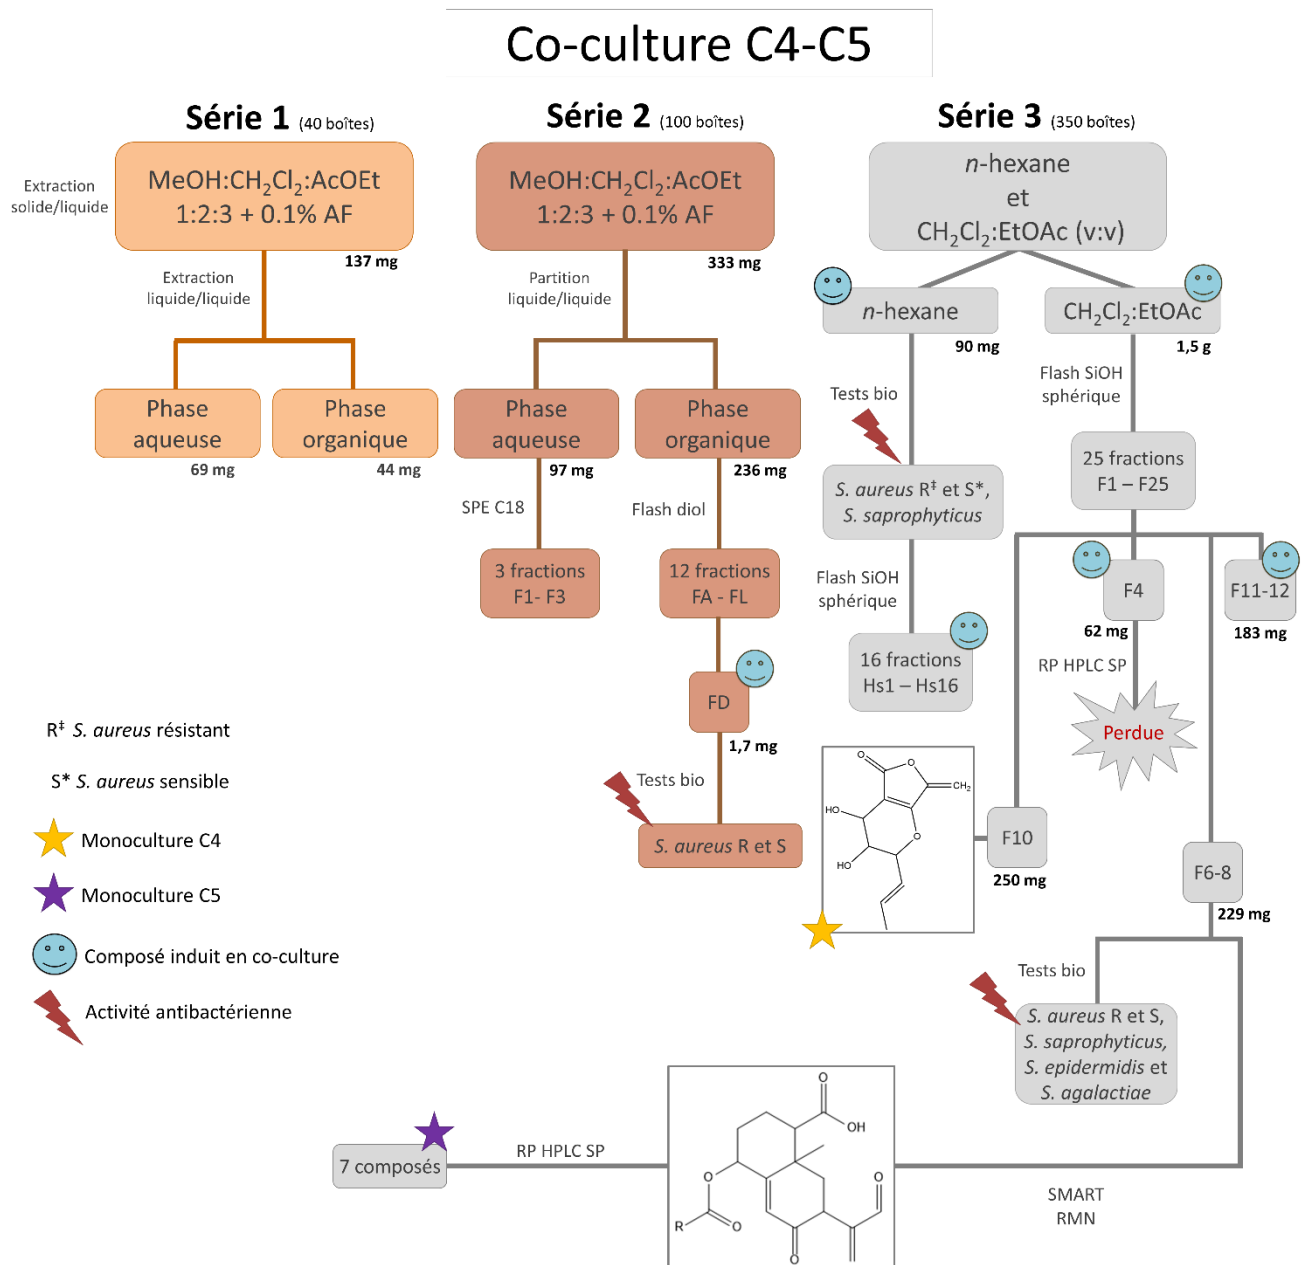 Co-culture C4-C5
Série 1 (40 boîtes)
Série 2 (100 boîtes)
Série 3 (350 boîtes)
Extraction
solide/liquide
MeOH:CH₂Cl₂:AcOEt
1:2:3 + 0.1% AF
137 mg
MeOH:CH₂Cl₂:AcOEt
1:2:3 + 0.1% AF
333 mg
n-hexane
et
CH₂Cl₂:EtOAc (v:v)
Extraction
liquide/liquide
Partition
liquide/liquide
n-hexane
90 mg
CH₂Cl₂:EtOAc
1,5 g
Phase
aqueuse
69 mg
Phase
organique
44 mg
Phase
aqueuse
97 mg
Phase
organique
236 mg
Tests bio
Flash SiOH
sphérique
SPE C18
Flash diol
S. aureus R‡ et S*,
S. saprophyticus
25 fractions
F1 – F25
3 fractions
F1- F3
12 fractions
FA - FL
Flash SiOH
sphérique
F4
62 mg
F11-12
183 mg
16 fractions
Hs1 – Hs16
RP HPLC SP
Perdue
FD
1,7 mg
Tests bio
S. aureus R et S
O
O
O
CH₂
HO
O
HO
F10
250 mg
F6-8
229 mg
R‡ S. aureus résistant
S* S. aureus sensible
Monoculture C4
Monoculture C5
Composé induit en co-culture
Activité antibactérienne
Tests bio
S. aureus R et S,
S. saprophyticus,
S. epidermidis et
S. agalactiae
7 composés
RP HPLC SP
O
OH
O
O
R
O
O
SMART
RMN